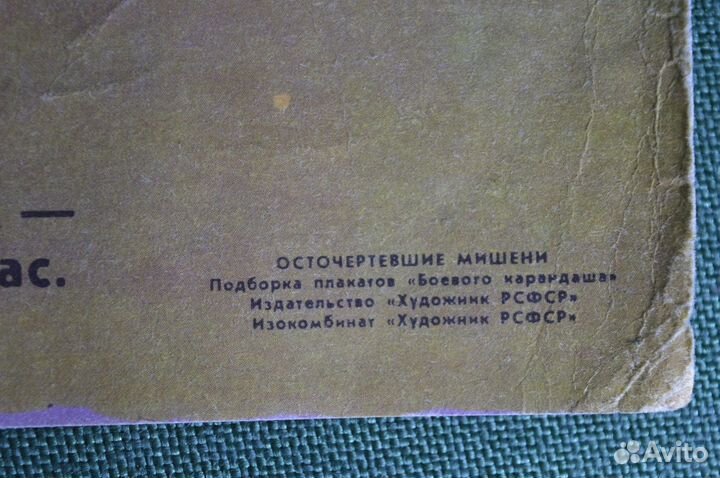 —
ас.
ОСТОЧЕРТЕВШИЕ МИШЕНИ
Подборка плакатов «Боевого карандаша»
Издательство «Художник РСФСР»
Изокомбинат «Художник РСФСР»
Avito